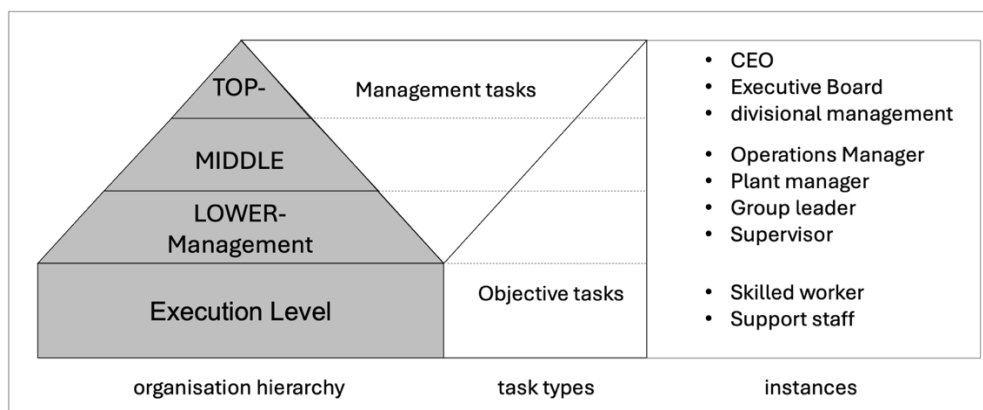 TOP-
MIDDLE
LOWER-
Management
Execution Level
Management tasks
Objective tasks
• CEO
• Executive Board
• divisional management
• Operations Manager
• Plant manager
• Group leader
• Supervisor
• Skilled worker
• Support staff
organisation hierarchy
task types
instances